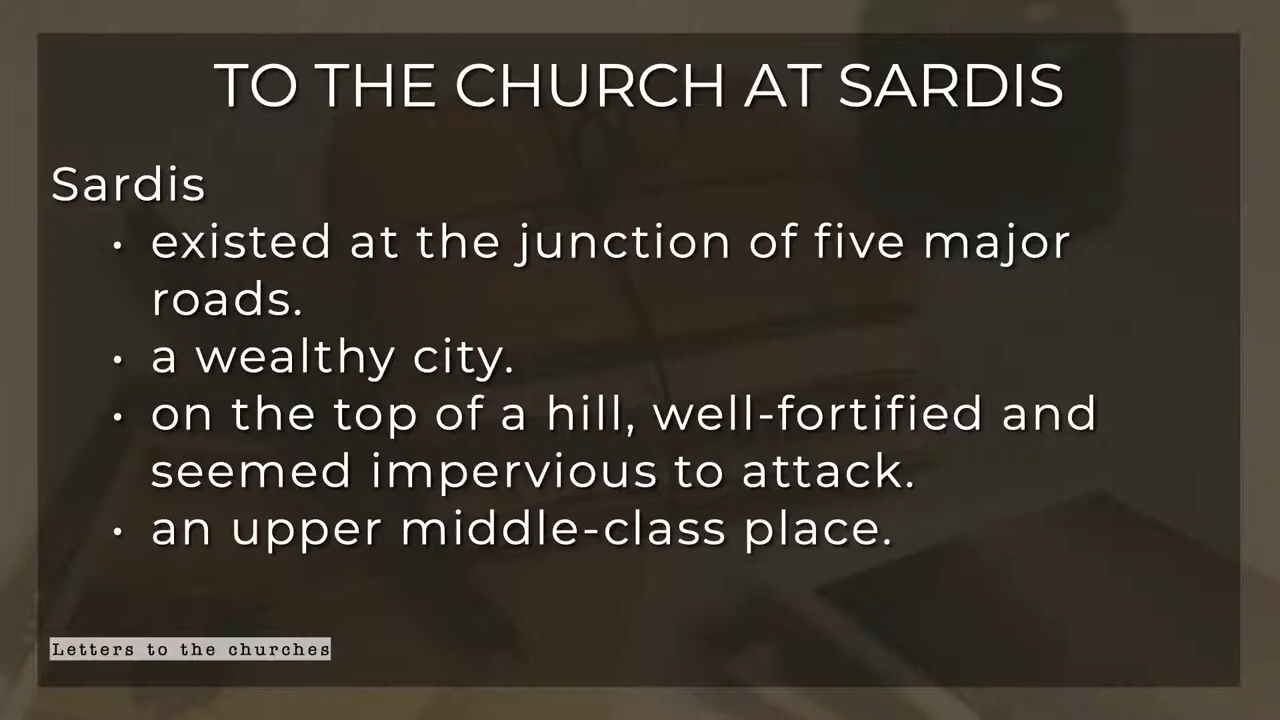 TO THE CHURCH AT SARDIS
Sardis
• existed at the junction of five major
roads.
• a wealthy city.
• on the top of a hill, well-fortified and
seemed impervious to attack.
• an upper middle-class place.
Letters to the churches